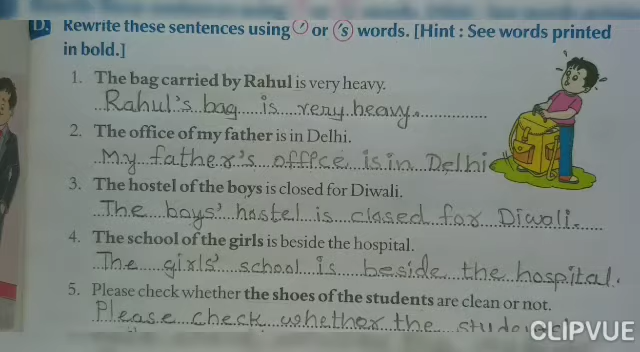 D. Rewrite these sentences using (') or ('s) words. [Hint : See words printed
in bold.]
1. The bag carried by Rahul is very heavy.
Rahul's bag is very heavy.
2. The office of my father is in Delhi.
My father's office is in Delhi
3. The hostel of the boys is closed for Diwali.
The boys' hostel is closed for Diwali.
4. The school of the girls is beside the hospital.
The girls' school is beside the hospital.
5. Please check whether the shoes of the students are clean or not.
Please check whether the
CLIPVUE